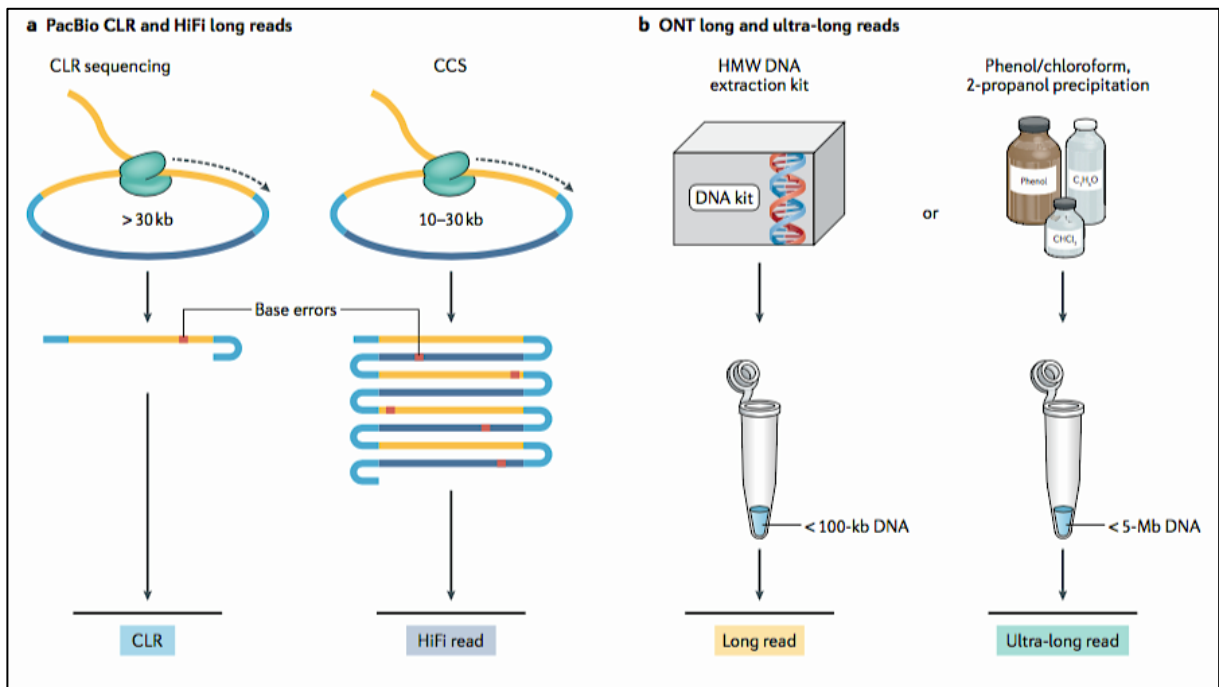 a PacBio CLR and HiFi long reads
CLR sequencing
CCS
> 30 kb
10–30 kb
Base errors
CLR
HiFi read
b ONT long and ultra-long reads
HMW DNA
extraction kit
Phenol/chloroform,
2-propanol precipitation
DNA kit
or
Phenol
CHCl₃
< 100-kb DNA
< 5-Mb DNA
Long read
Ultra-long read